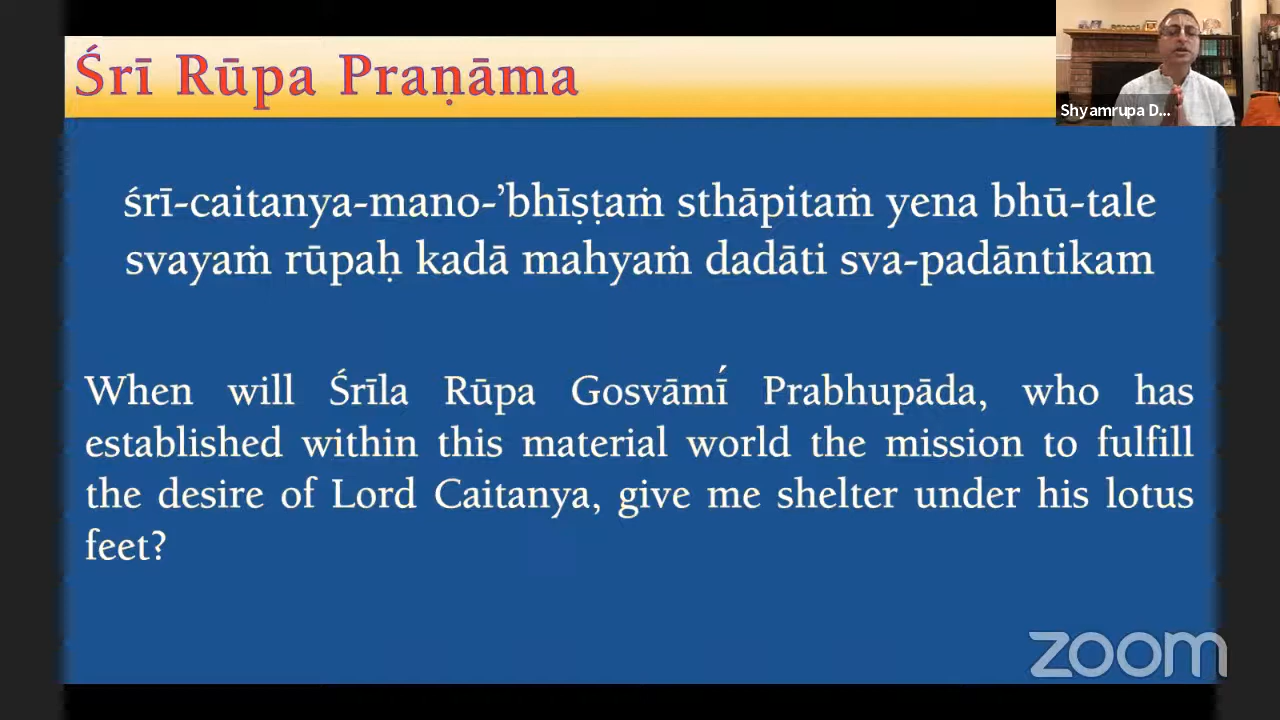 Śrī Rūpa Praṇāma
Shyamrupa D...
śrī-caitanya-mano-’bhīṣṭaṁ sthāpitaṁ yena bhū-tale
svayaṁ rūpaḥ kadā mahyaṁ dadāti sva-padāntikam
When will Śrīla Rūpa Gosvāmī́ Prabhupāda, who has
established within this material world the mission to fulfill
the desire of Lord Caitanya, give me shelter under his lotus
feet?
zoom